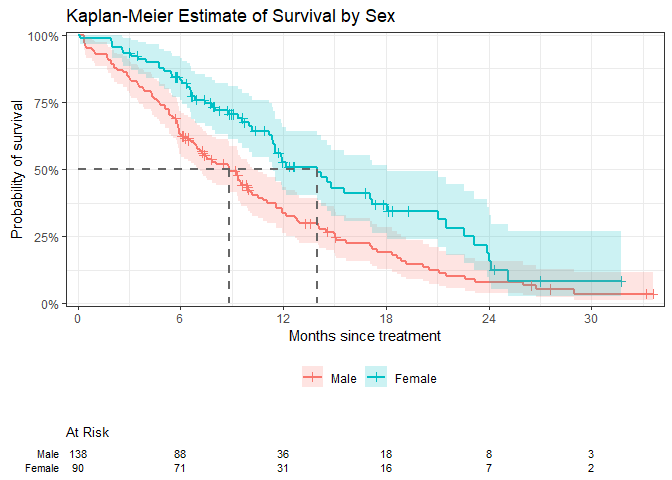 Kaplan-Meier Estimate of Survival by Sex
100%
75%
50%
25%
0%
Probability of survival
0 6 12 18 24 30
Months since treatment
Male Female
At Risk
Male 138 88 36 18 8 3
Female 90 71 31 16 7 2